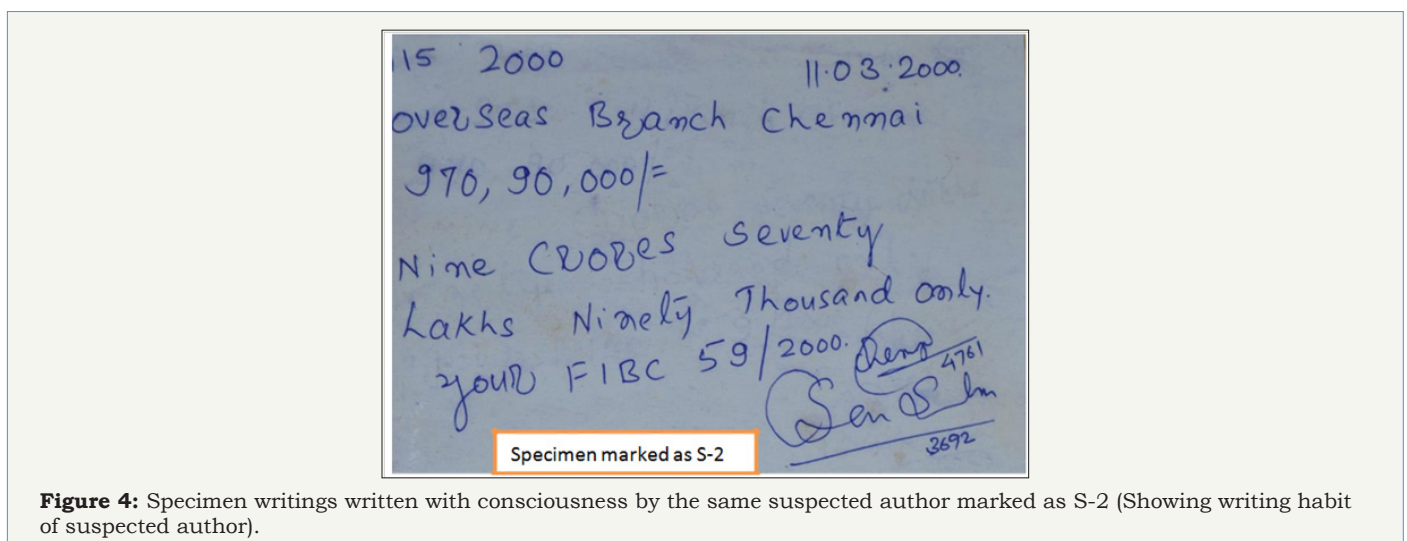 115 2000
11.03.2000.
overseas Branch Chennai
970, 90,000/=
Nine Crores seventy
Lakhs Ninety Thousand only.
your FIBC 59/2000.
4761
Sen
3692
Specimen marked as S-2
Figure 4: Specimen writings written with consciousness by the same suspected author marked as S-2 (Showing writing habit
of suspected author).